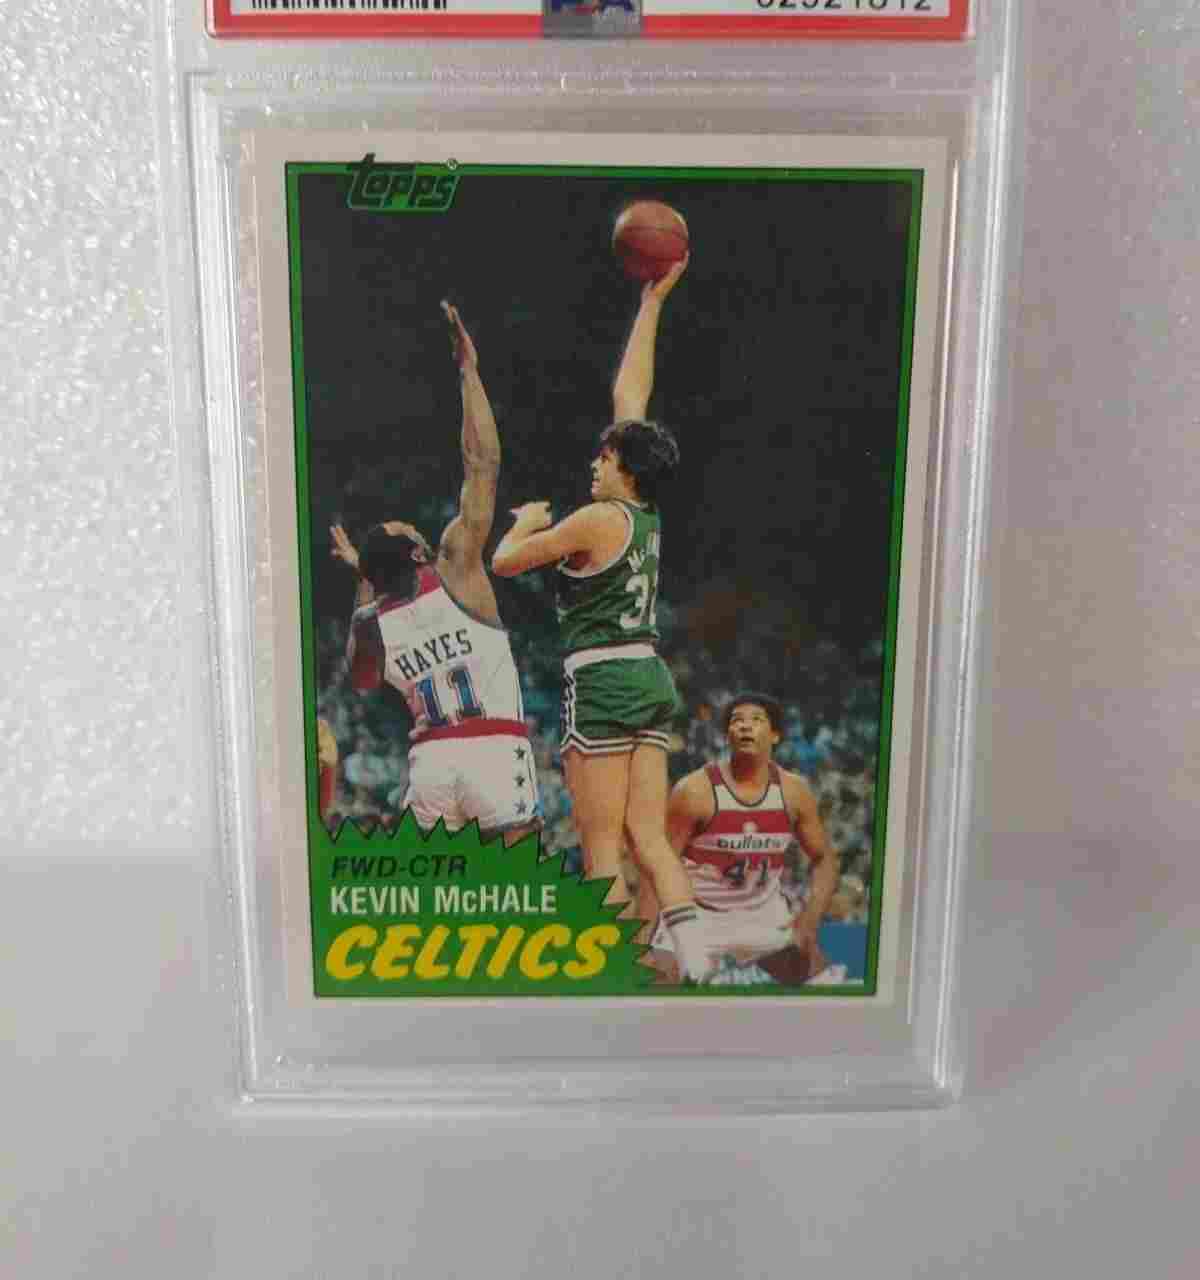 topps®
HAYES
11
bullets
41
FWD-CTR
KEVIN McHALE
CELTICS